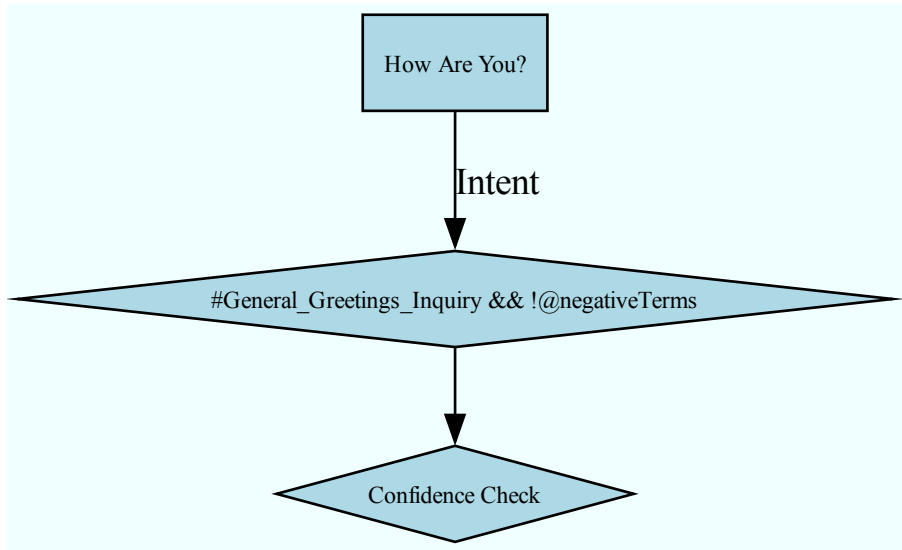 How Are You?
Intent
#General_Greetings_Inquiry && !@negativeTerms
Confidence Check